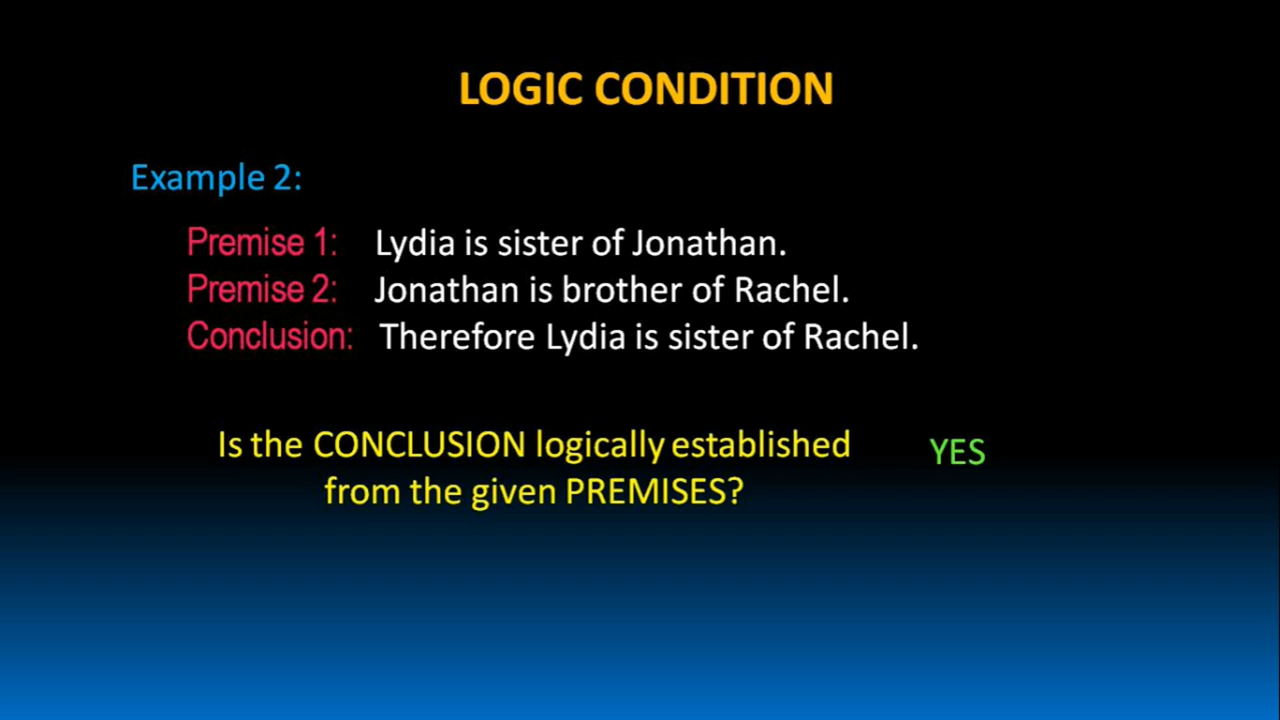 LOGIC CONDITION
Example 2:
Premise 1: Lydia is sister of Jonathan.
Premise 2: Jonathan is brother of Rachel.
Conclusion: Therefore Lydia is sister of Rachel.
Is the CONCLUSION logically established
from the given PREMISES?
YES